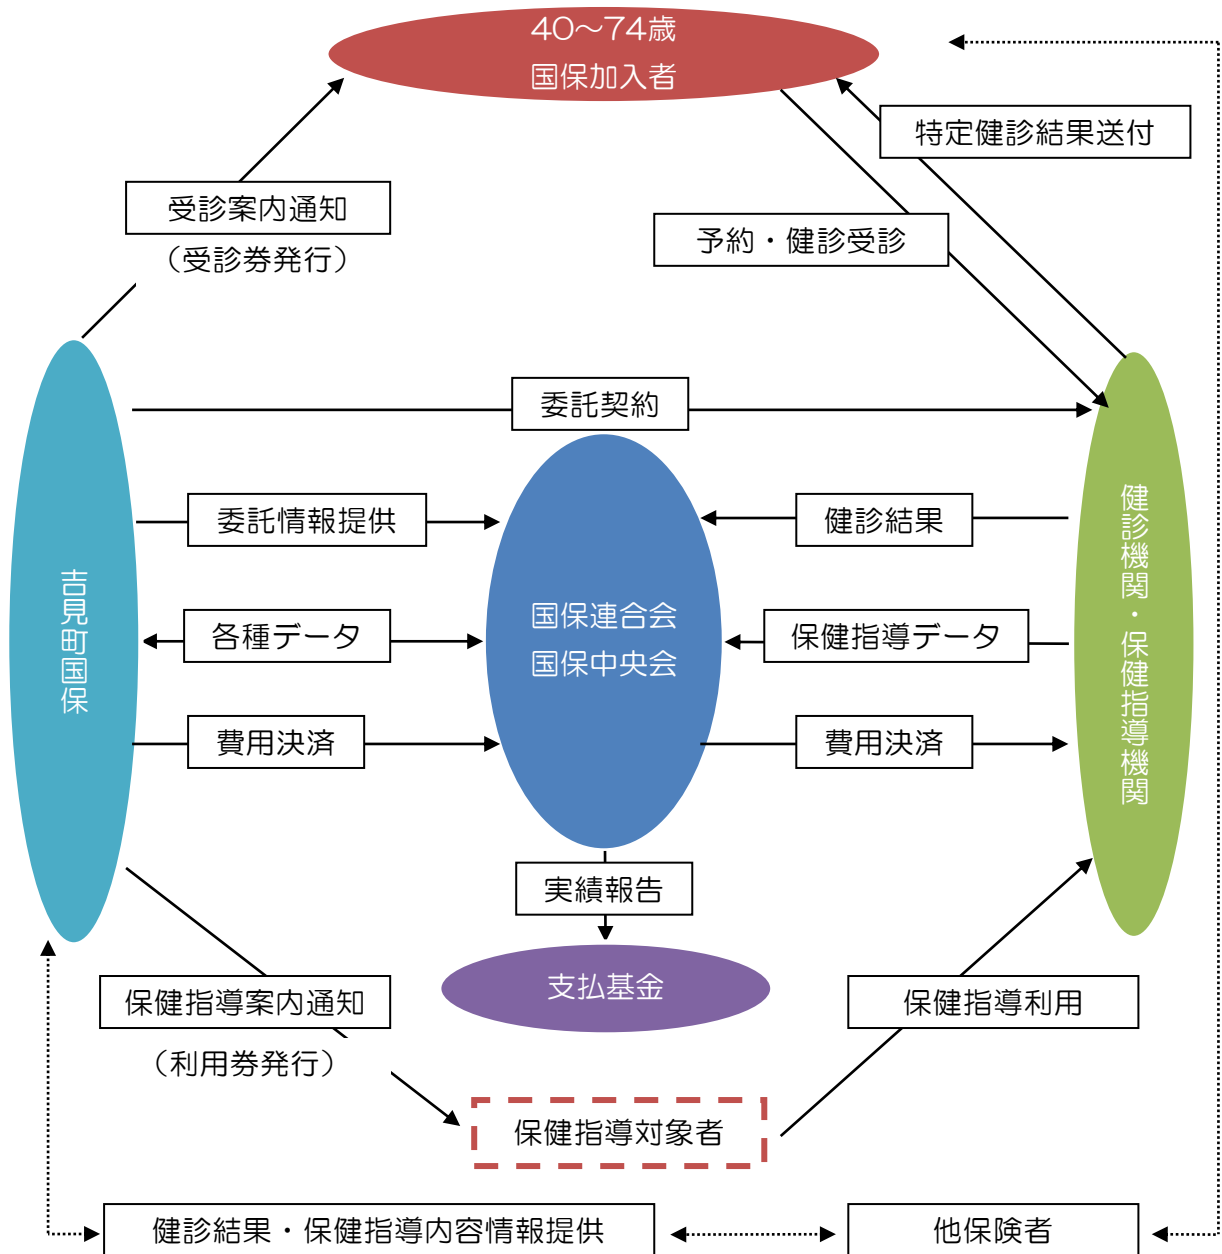 40～74歳
国保加入者
特定健診結果送付
受診案内通知
（受診券発行）
予約・健診受診
委託契約
吉見町国保
委託情報提供
健診結果
健診機関・保健指導機関
国保連合会
国保中央会
各種データ
保健指導データ
費用決済
費用決済
実績報告
支払基金
保健指導案内通知
（利用券発行）
保健指導利用
保健指導対象者
健診結果・保健指導内容情報提供
他保険者